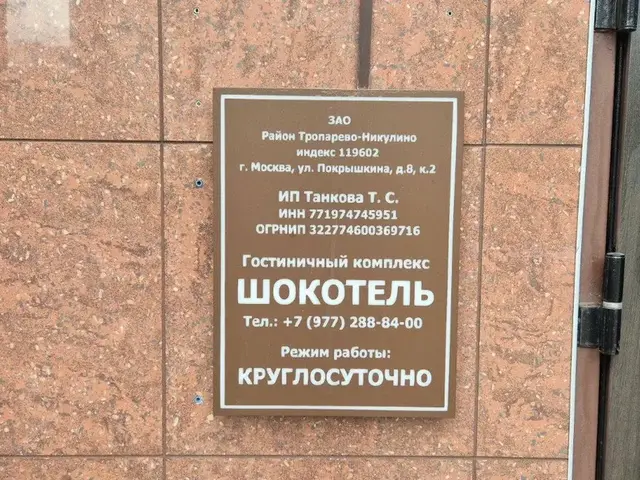 ЗАО
Район Тропарево-Никулино
индекс 119602
г. Москва, ул. Покрышкина, д.8, к.2
ИП Танкова Т. С.
ИНН 771974745951
ОГРНИП 322774600369716
Гостиничный комплекс
ШОКОТЕЛЬ
Тел.: +7 (977) 288-84-00
Режим работы:
КРУГЛОСУТОЧНО